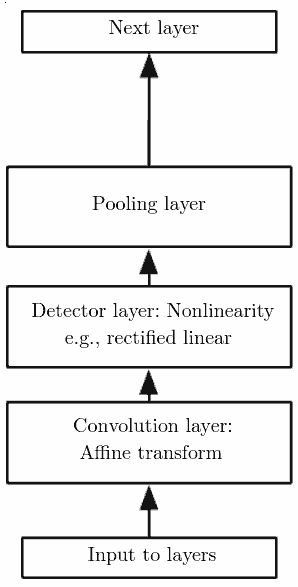 Next layer
Pooling layer
Detector layer: Nonlinearity
e.g., rectified linear
Convolution layer:
Affine transform
Input to layers